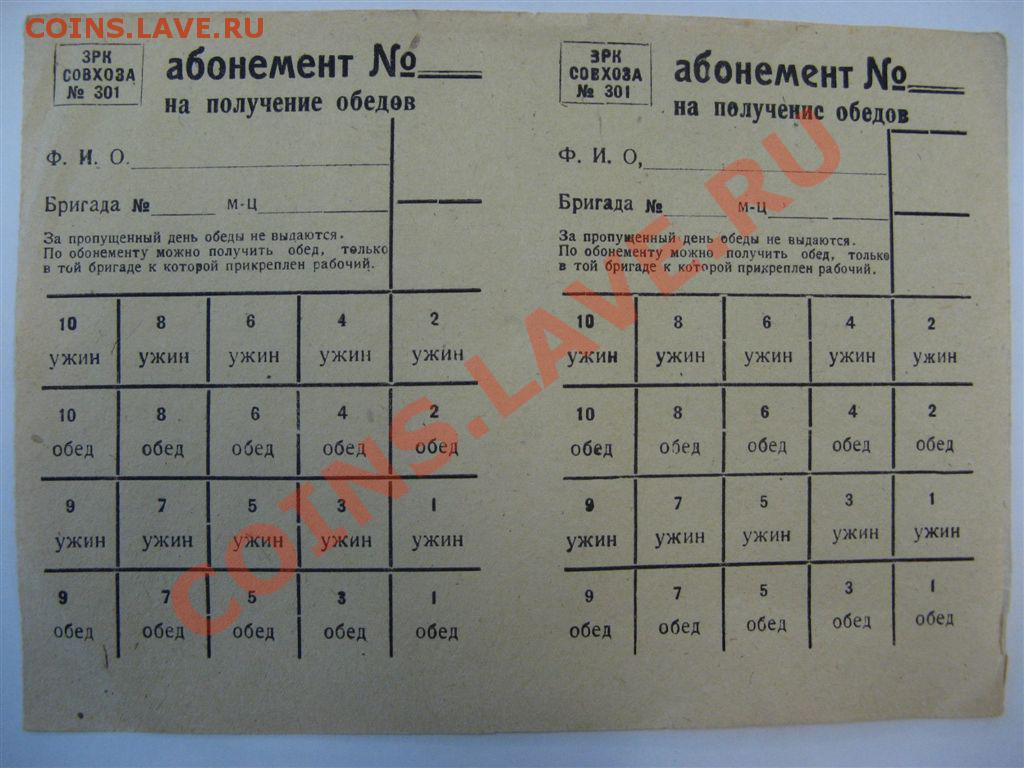 COINS.LAVE.RU
ЗРК
СОВХОЗА
№ 301
абонемент №
на получение обедов
Ф. И. О.
Бригада № м-ц
За пропущенный день обеды не выдаются.
По абонементу можно получить обед, только
в той бригаде к которой прикреплен рабочий.
10 8 6 4 2
ужин ужин ужин ужин ужин
10 8 6 4 2
обед обед обед обед обед
9 7 5 3 1
ужин ужин ужин ужин ужин
9 7 5 3 1
обед обед обед обед обед
ЗРК
СОВХОЗА
№ 301
абонемент №
на получение обедов
Ф. И. О,
Бригада № м-ц
За пропущенный день обеды не выдаются.
По обонементу можно получить обед, только
в той бригаде к которой прикреплен рабочий.
10 8 6 4 2
ужин ужин ужин ужин ужин
10 8 6 4 2
обед обед обед обед обед
9 7 5 3 1
ужин ужин ужин ужин ужин
9 7 5 3 1
обед обед обед обед обед
COINS.LAVE.RU